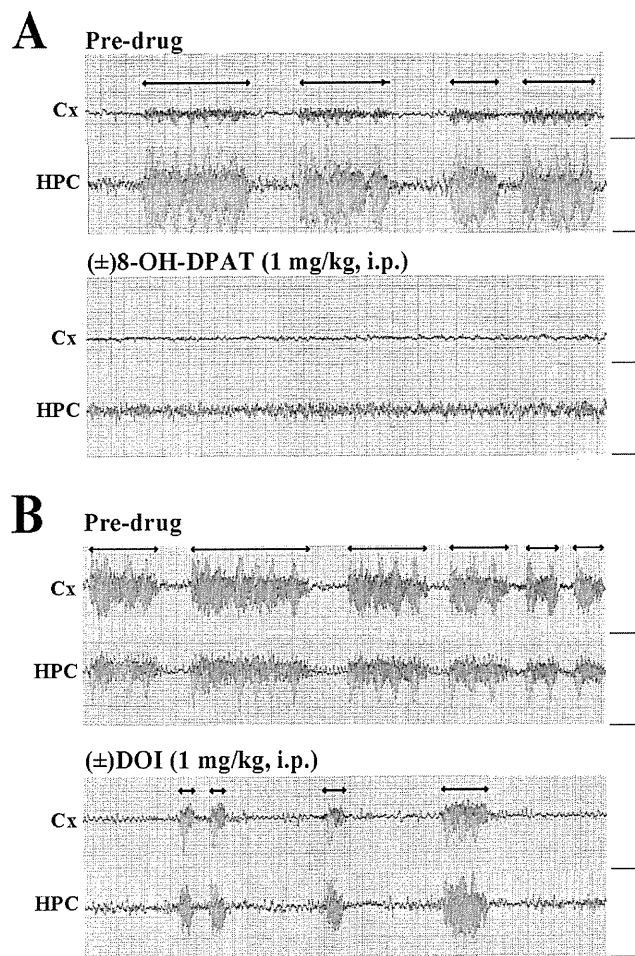 A
Pre-drug
Cx
HPC
(±)8-OH-DPAT (1 mg/kg, i.p.)
Cx
HPC
B
Pre-drug
Cx
HPC
(±)DOI (1 mg/kg, i.p.)
Cx
HPC